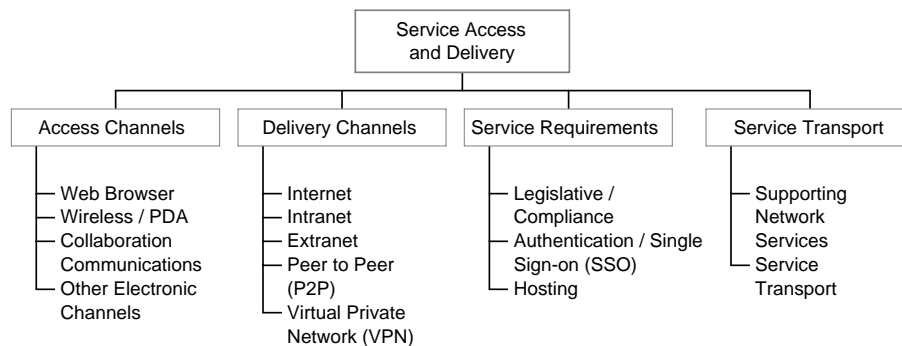 Service Access
and Delivery
Access Channels
Web Browser
Wireless / PDA
Collaboration
Communications
Other Electronic
Channels
Delivery Channels
Internet
Intranet
Extranet
Peer to Peer
(P2P)
Virtual Private
Network (VPN)
Service Requirements
Legislative /
Compliance
Authentication / Single
Sign-on (SSO)
Hosting
Service Transport
Supporting
Network
Services
Service
Transport